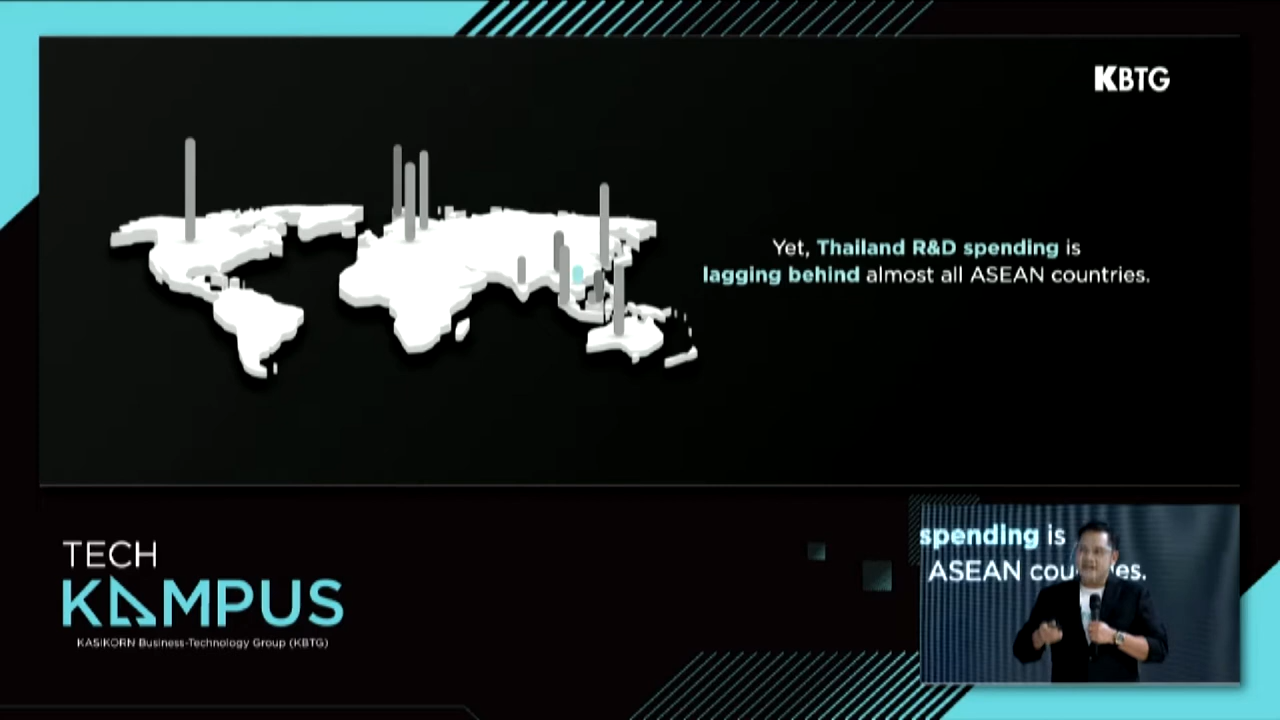 KBTG
Yet, Thailand R&D spending is
lagging behind almost all ASEAN countries.
TECH
KAMPUS
KASIKORN Business-Technology Group (KBTG)
spending is
ASEAN cou es.